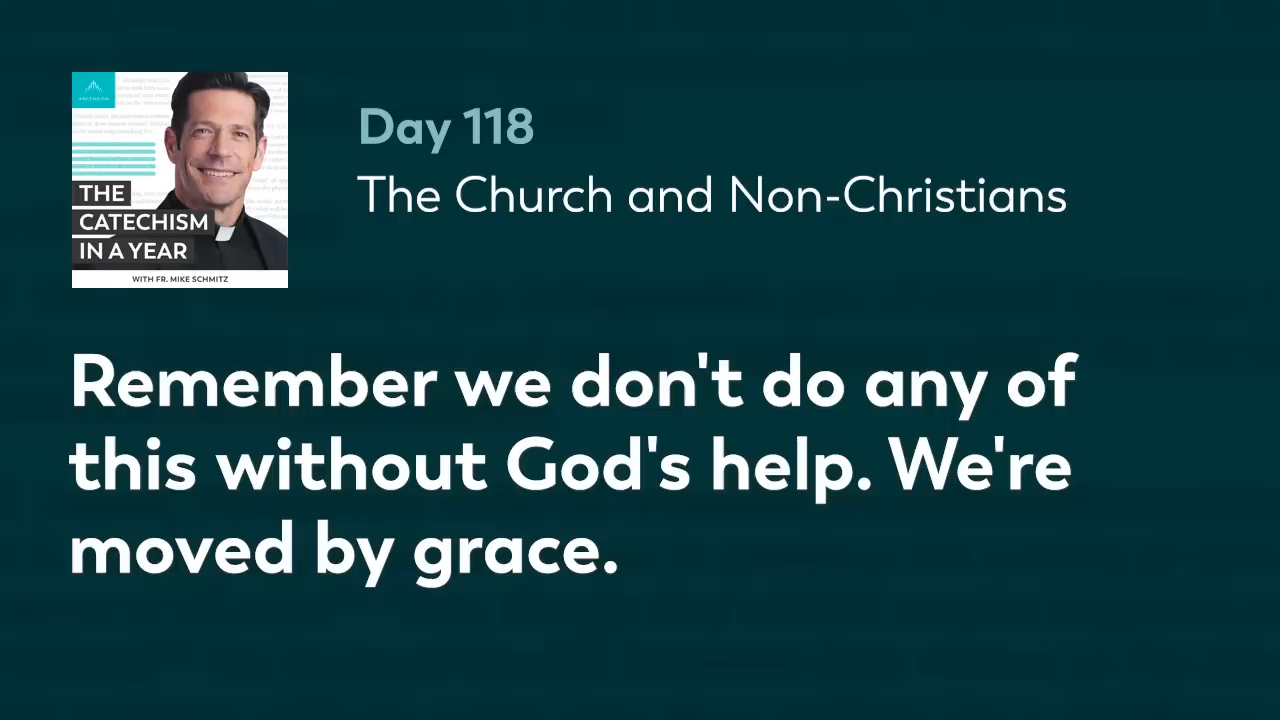 ASCENSION
Day 118
The Church and Non-Christians
THE
CATECHISM
IN A YEAR
WITH FR. MIKE SCHMITZ
Remember we don't do any of
this without God's help. We're
moved by grace.